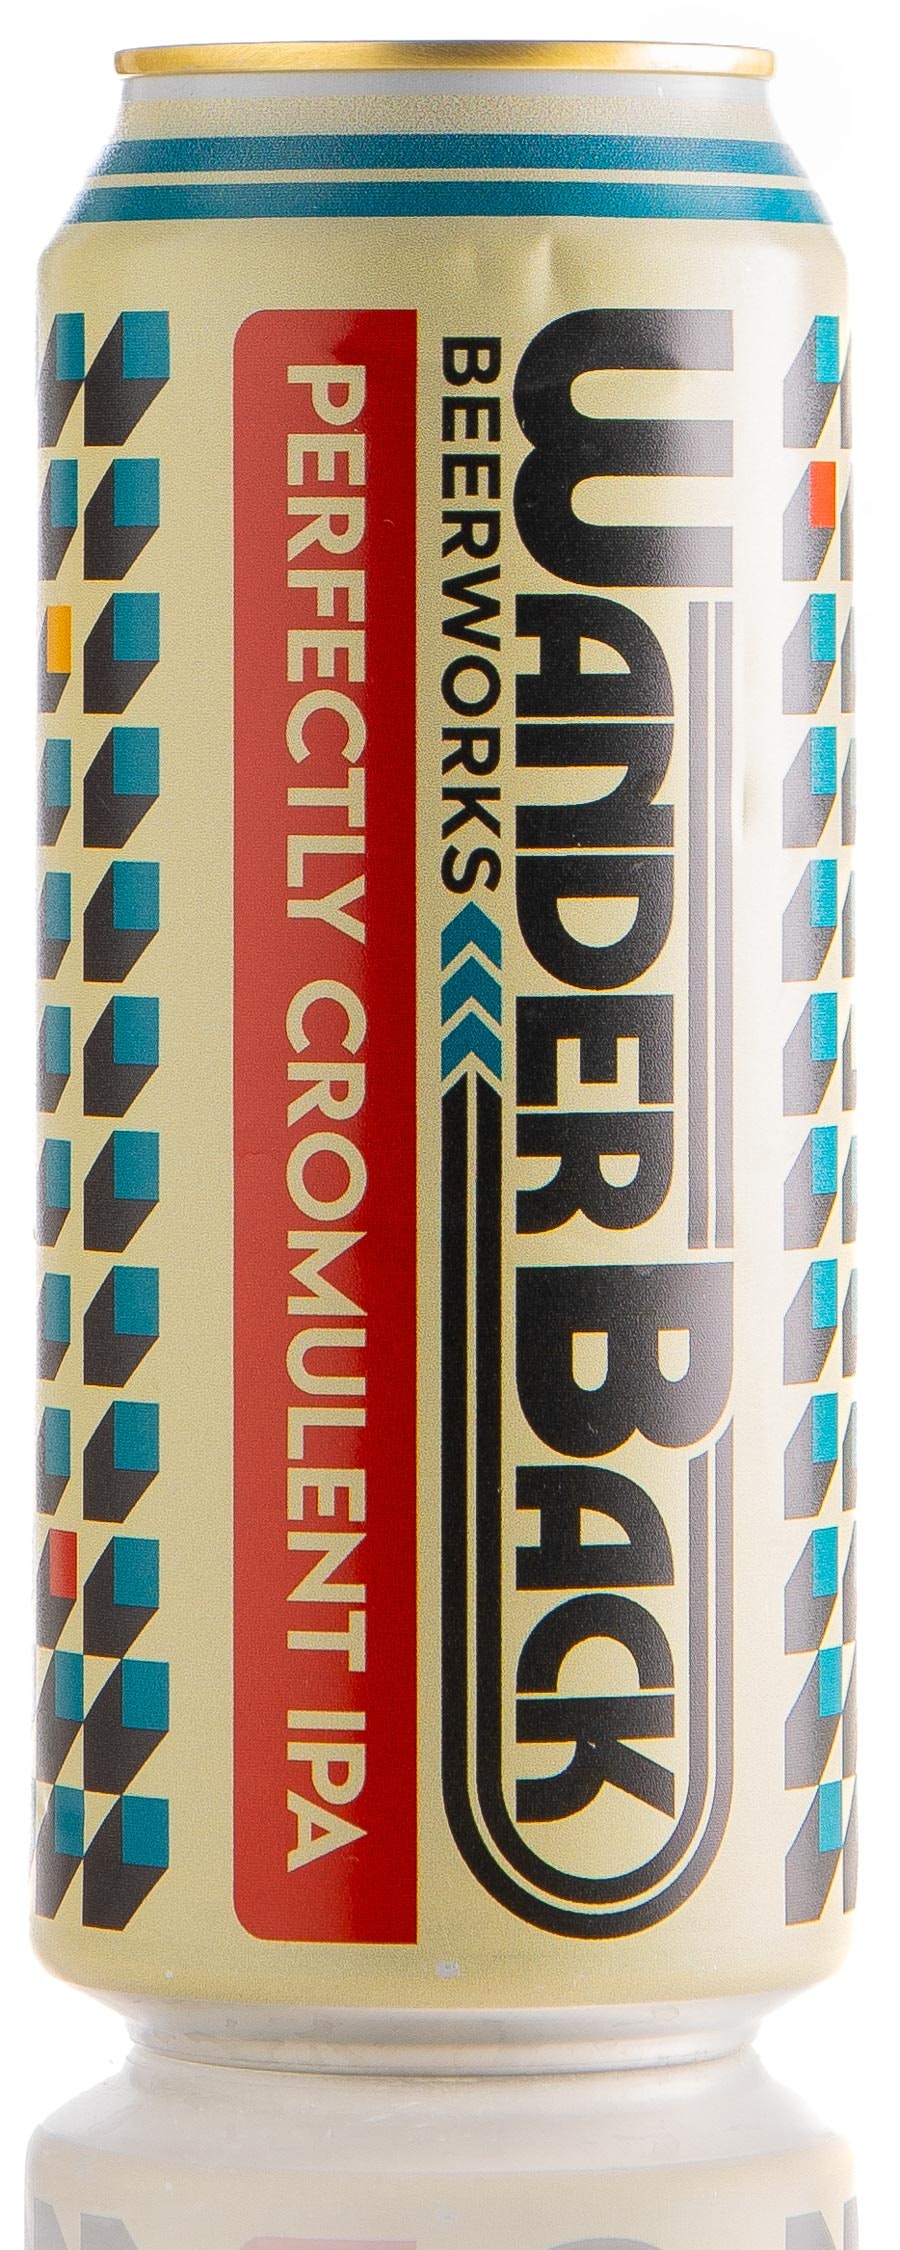 WANDERBACK
BEERWORKS
PERFECTLY CROMULENT IPA